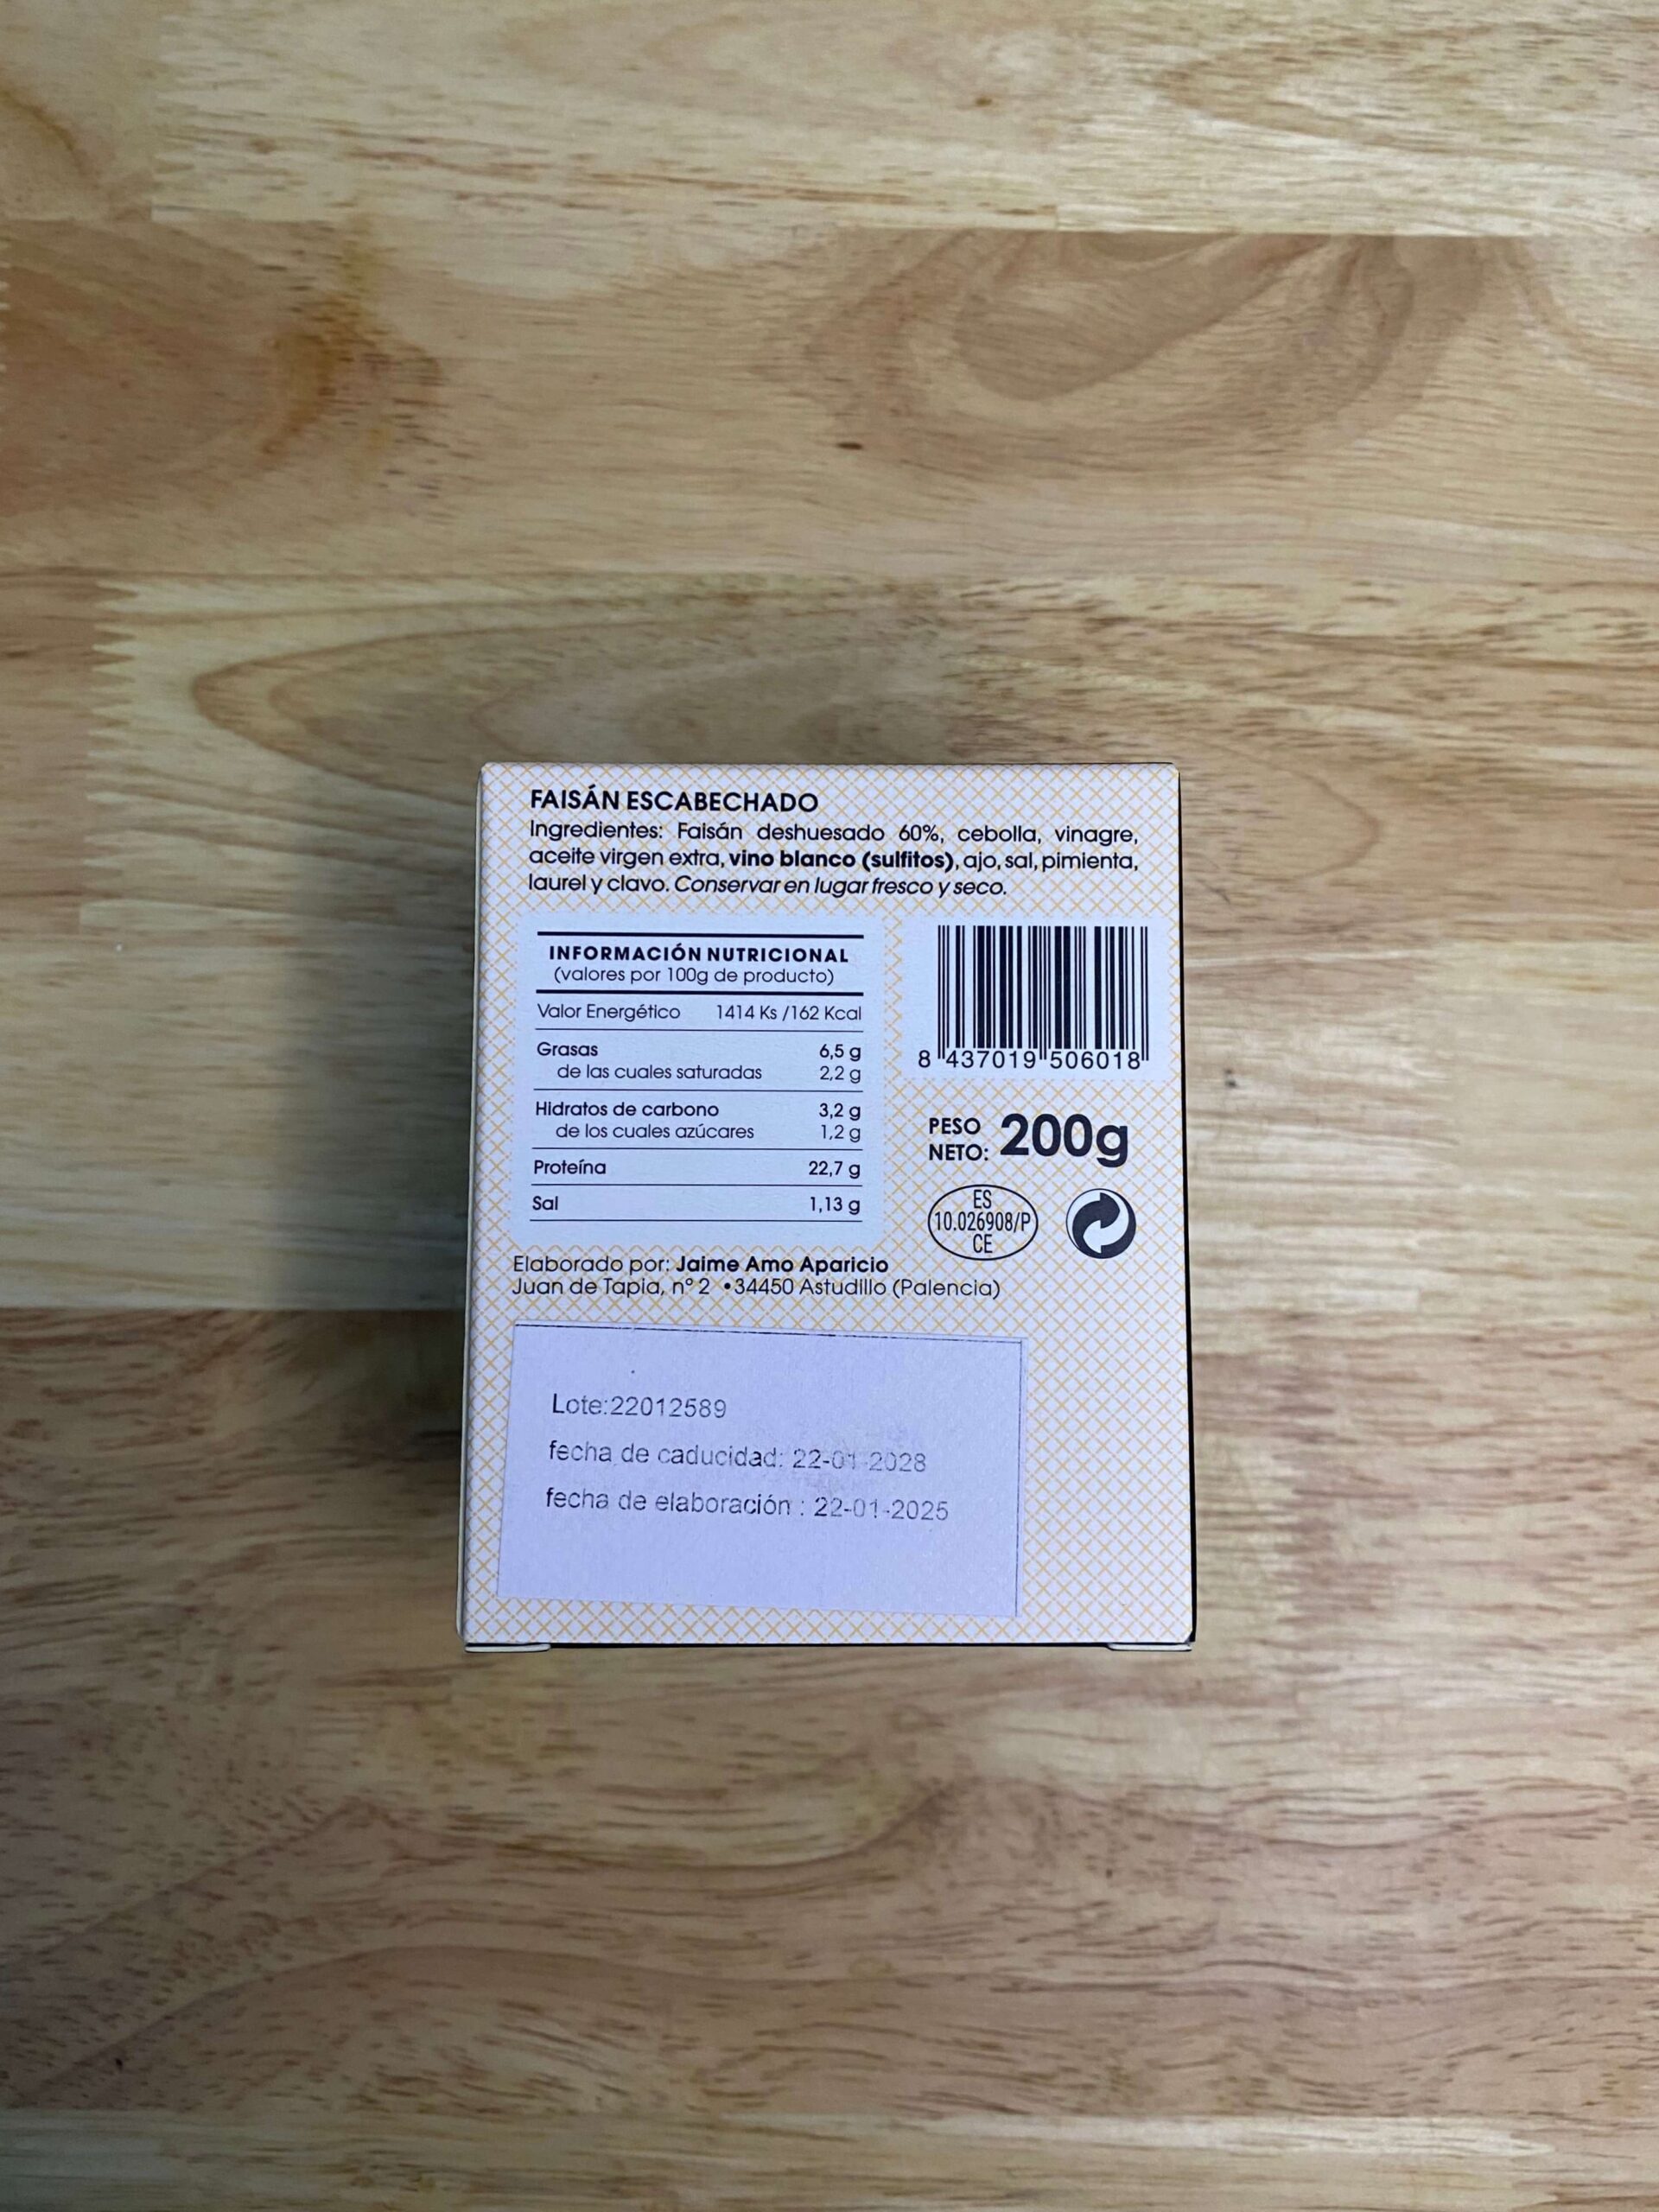 FAISÁN ESCABECHADO
Ingredientes: Faisán deshuesado 60%, cebolla, vinagre,
aceite virgen extra, vino blanco (sulfitos), ajo, sal, pimienta,
laurel y clavo. Conservar en lugar fresco y seco.
INFORMACIÓN NUTRICIONAL
(valores por 100g de producto)
Valor Energético 1414 Ks /162 Kcal
Grasas 6,5 g
de las cuales saturadas 2,2 g
Hidratos de carbono 3,2 g
de los cuales azúcares 1,2 g
Proteína 22,7 g
Sal 1,13 g
8 437019 506018
PESO
NETO: 200g
ES
10.026908/P
CE
Elaborado por: Jaime Amo Aparicio
Juan de Tapia, nº 2 • 34450 Astudillo (Palencia)
Lote:22012589
fecha de caducidad: 22-01-2028
fecha de elaboración : 22-01-2025